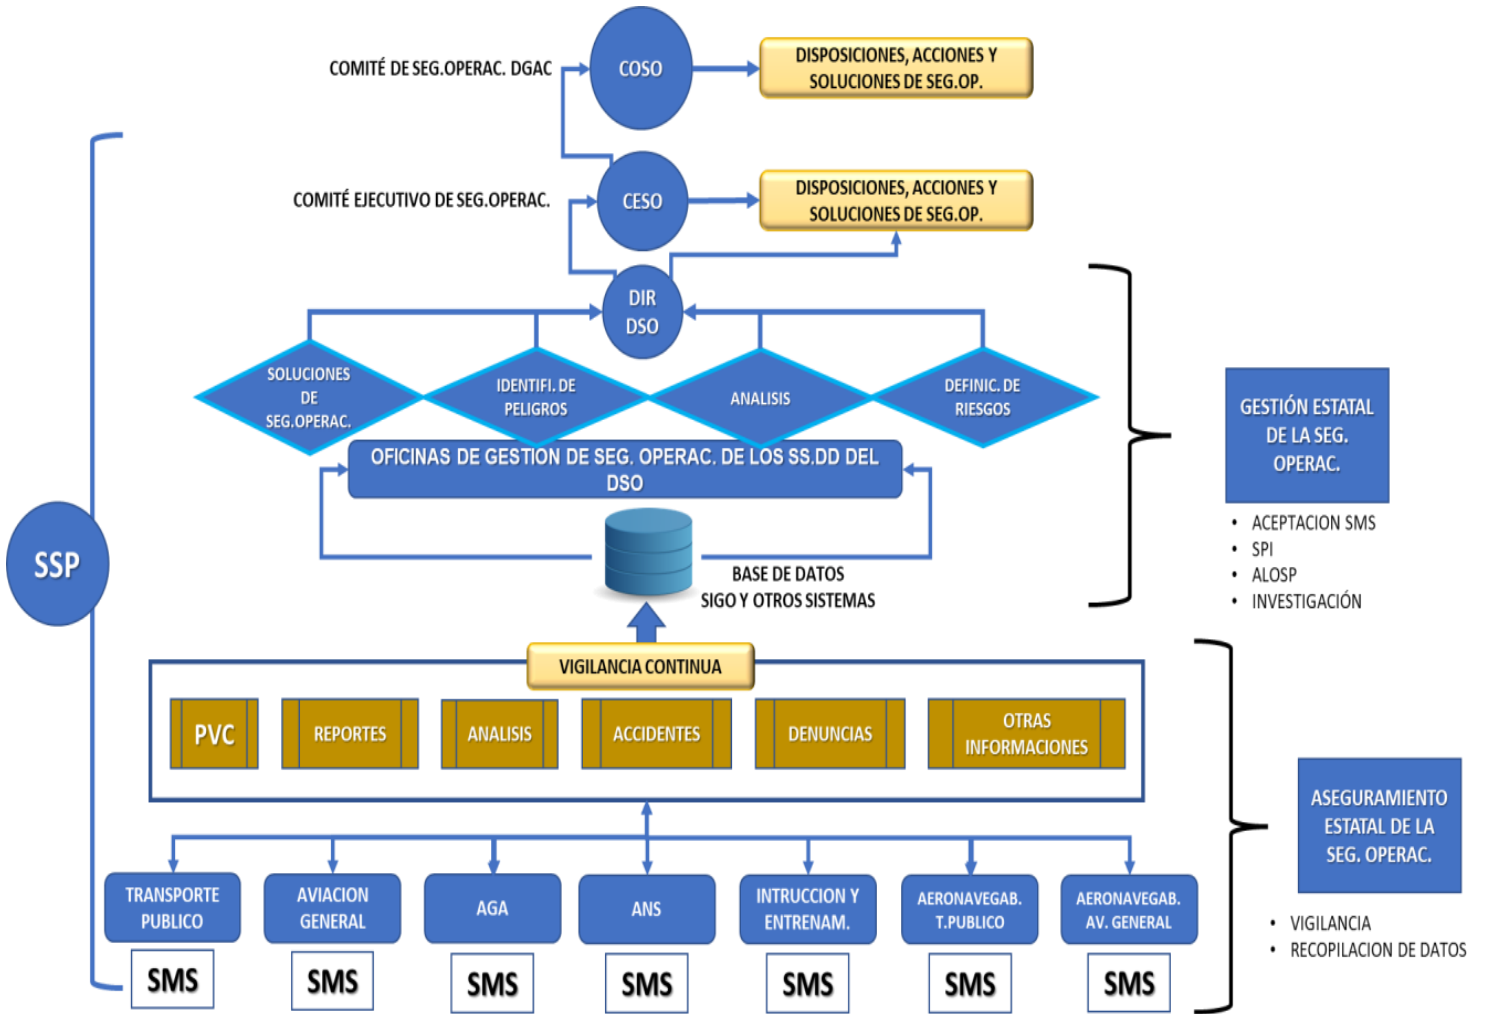 COMITÉ DE SEG.OPERAC. DGAC
COSO
DISPOSICIONES, ACCIONES Y
SOLUCIONES DE SEG.OP.
COMITÉ EJECUTIVO DE SEG.OPERAC.
CESO
DISPOSICIONES, ACCIONES Y
SOLUCIONES DE SEG.OP.
DIR
DSO
SOLUCIONES
DE
SEG.OPERAC.
IDENTIFI. DE
PELIGROS
ANALISIS
DEFINIC. DE
RIESGOS
OFICINAS DE GESTION DE SEG. OPERAC. DE LOS SS.DD DEL
DSO
BASE DE DATOS
SIGO Y OTROS SISTEMAS
GESTIÓN ESTATAL
DE LA SEG.
OPERAC.
• ACEPTACION SMS
• SPI
• ALOSP
• INVESTIGACIÓN
SSP
VIGILANCIA CONTINUA
PVC
REPORTES
ANALISIS
ACCIDENTES
DENUNCIAS
OTRAS
INFORMACIONES
ASEGURAMIENTO
ESTATAL DE LA
SEG. OPERAC.
• VIGILANCIA
• RECOPILACION DE DATOS
TRANSPORTE
PUBLICO
AVIACION
GENERAL
AGA
ANS
INTRUCCION Y
ENTRENAM.
AERONAVEGAB.
T.PUBLICO
AERONAVEGAB.
AV. GENERAL
SMS
SMS
SMS
SMS
SMS
SMS
SMS